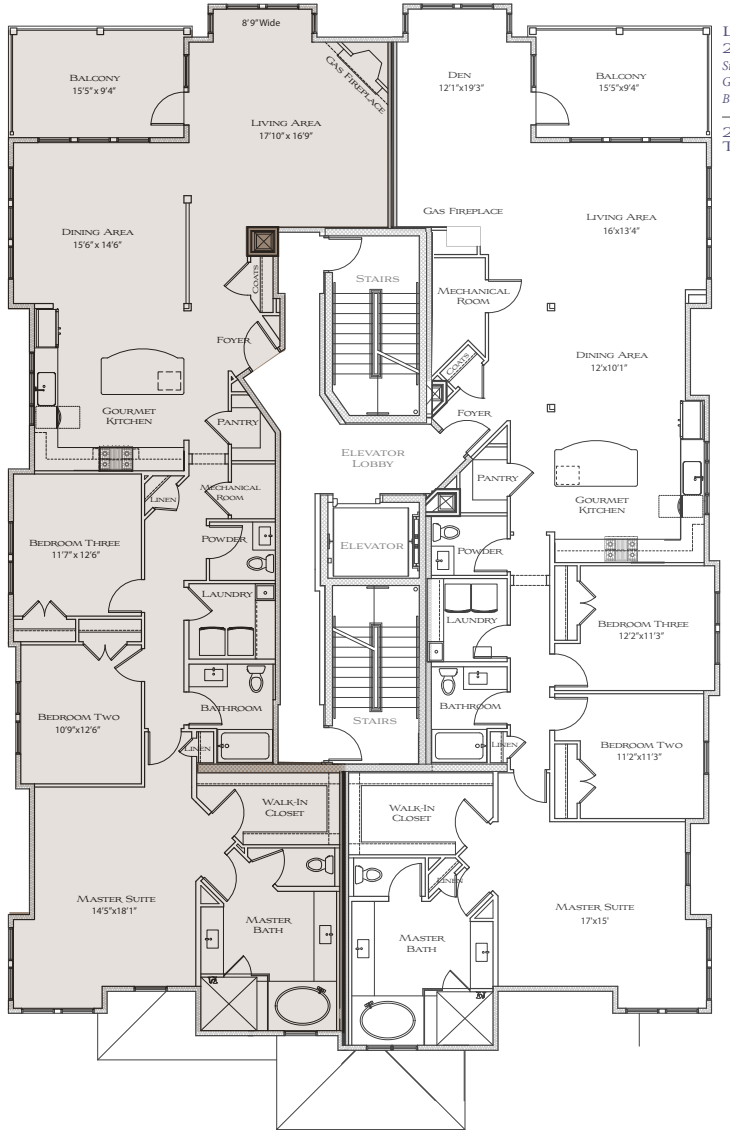 8'9" Wide
BALCONY
15'5" x 9'4"
GAS FIREPLACE
LIVING AREA
17'10" x 16'9"
DINING AREA
15'6" x 14'6"
COATS
FOYER
GOURMET
KITCHEN
PANTRY
LINEN
MECHANICAL
ROOM
BEDROOM THREE
11'7" x 12'6"
POWDER
LAUNDRY
BEDROOM TWO
10'9"x12'6"
BATHROOM
LINEN
WALK-IN
CLOSET
MASTER SUITE
14'5"x18'1"
MASTER
BATH
STAIRS
ELEVATOR
LOBBY
ELEVATOR
STAIRS
DEN
12'1"x19'3"
BALCONY
15'5"x9'4"
GAS FIREPLACE
LIVING AREA
16'x13'4"
MECHANICAL
ROOM
DINING AREA
12'x10'1"
COATS
FOYER
PANTRY
GOURMET
KITCHEN
POWDER
LAUNDRY
BEDROOM THREE
12'2"x11'3"
BATHROOM
LINEN
BEDROOM TWO
11'2"x11'3"
WALK-IN
CLOSET
LINEN
MASTER SUITE
17'x15'
MASTER
BATH
L
2
G
B
2
T